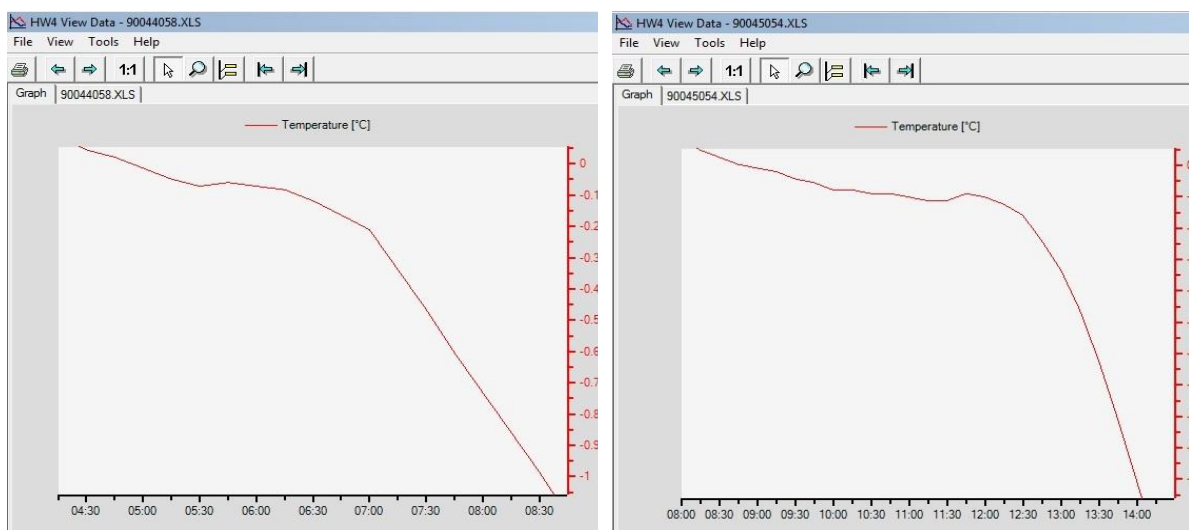 HW4 View Data - 90044058.XLS
File View Tools Help
1:1
Graph 90044058.XLS
Temperature [°C]
0
-0.1
-0.2
-0.3
-0.4
-0.5
-0.6
-0.7
-0.8
-0.9
-1
04:30 05:00 05:30 06:00 06:30 07:00 07:30 08:00 08:30
HW4 View Data - 90045054.XLS
File View Tools Help
1:1
Graph 90045054.XLS
Temperature [°C]
08:00 08:30 09:00 09:30 10:00 10:30 11:00 11:30 12:00 12:30 13:00 13:30 14:00